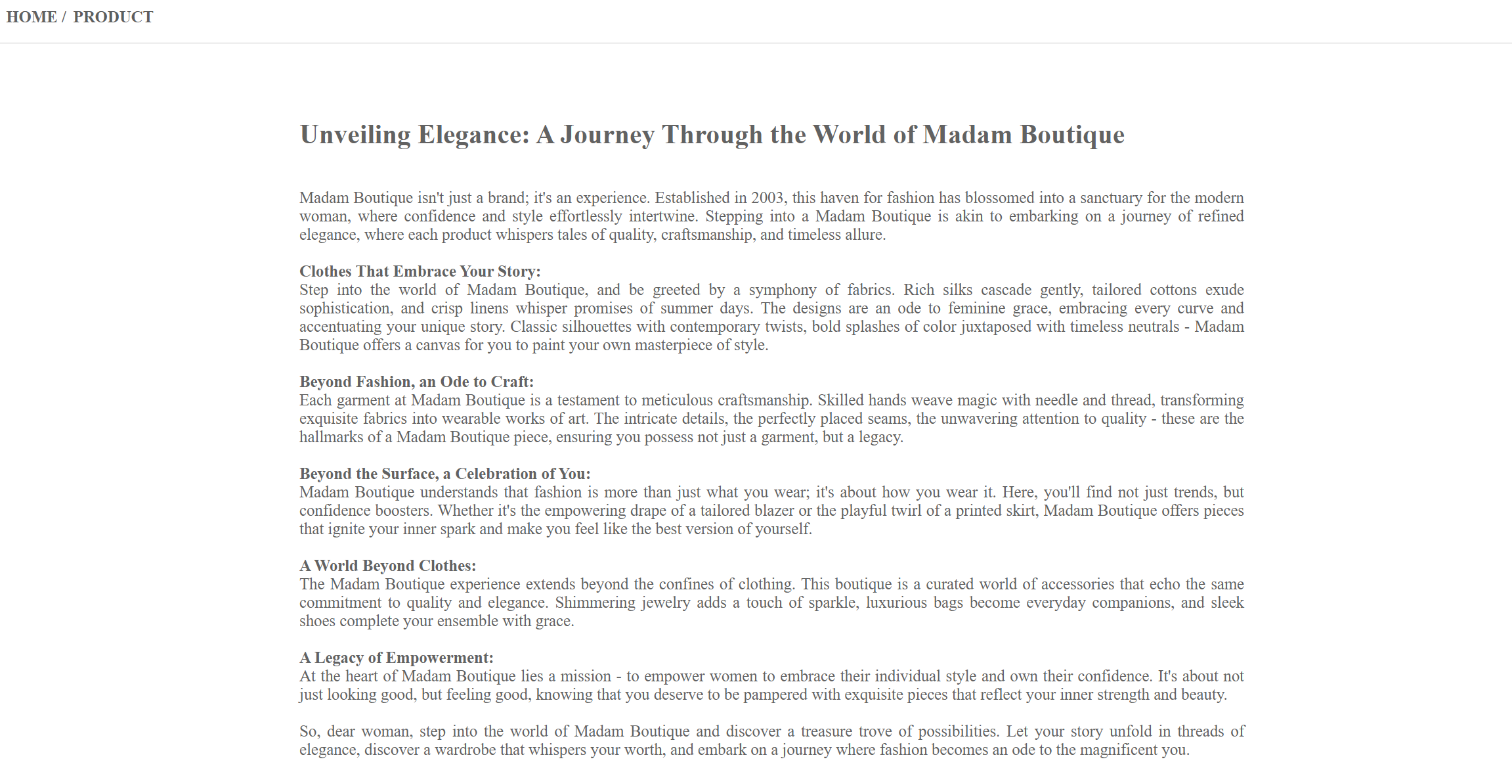 HOME / PRODUCT
Unveiling Elegance: A Journey Through the World of Madam Boutique
Madam Boutique isn't just a brand; it's an experience. Established in 2003, this haven for fashion has blossomed into a sanctuary for the modern
woman, where confidence and style effortlessly intertwine. Stepping into a Madam Boutique is akin to embarking on a journey of refined
elegance, where each product whispers tales of quality, craftsmanship, and timeless allure.
Clothes That Embrace Your Story:
Step into the world of Madam Boutique, and be greeted by a symphony of fabrics. Rich silks cascade gently, tailored cottons exude
sophistication, and crisp linens whisper promises of summer days. The designs are an ode to feminine grace, embracing every curve and
accentuating your unique story. Classic silhouettes with contemporary twists, bold splashes of color juxtaposed with timeless neutrals - Madam
Boutique offers a canvas for you to paint your own masterpiece of style.
Beyond Fashion, an Ode to Craft:
Each garment at Madam Boutique is a testament to meticulous craftsmanship. Skilled hands weave magic with needle and thread, transforming
exquisite fabrics into wearable works of art. The intricate details, the perfectly placed seams, the unwavering attention to quality - these are the
hallmarks of a Madam Boutique piece, ensuring you possess not just a garment, but a legacy.
Beyond the Surface, a Celebration of You:
Madam Boutique understands that fashion is more than just what you wear; it's about how you wear it. Here, you'll find not just trends, but
confidence boosters. Whether it's the empowering drape of a tailored blazer or the playful twirl of a printed skirt, Madam Boutique offers pieces
that ignite your inner spark and make you feel like the best version of yourself.
A World Beyond Clothes:
The Madam Boutique experience extends beyond the confines of clothing. This boutique is a curated world of accessories that echo the same
commitment to quality and elegance. Shimmering jewelry adds a touch of sparkle, luxurious bags become everyday companions, and sleek
shoes complete your ensemble with grace.
A Legacy of Empowerment:
At the heart of Madam Boutique lies a mission - to empower women to embrace their individual style and own their confidence. It's about not
just looking good, but feeling good, knowing that you deserve to be pampered with exquisite pieces that reflect your inner strength and beauty.
So, dear woman, step into the world of Madam Boutique and discover a treasure trove of possibilities. Let your story unfold in threads of
elegance, discover a wardrobe that whispers your worth, and embark on a journey where fashion becomes an ode to the magnificent you.